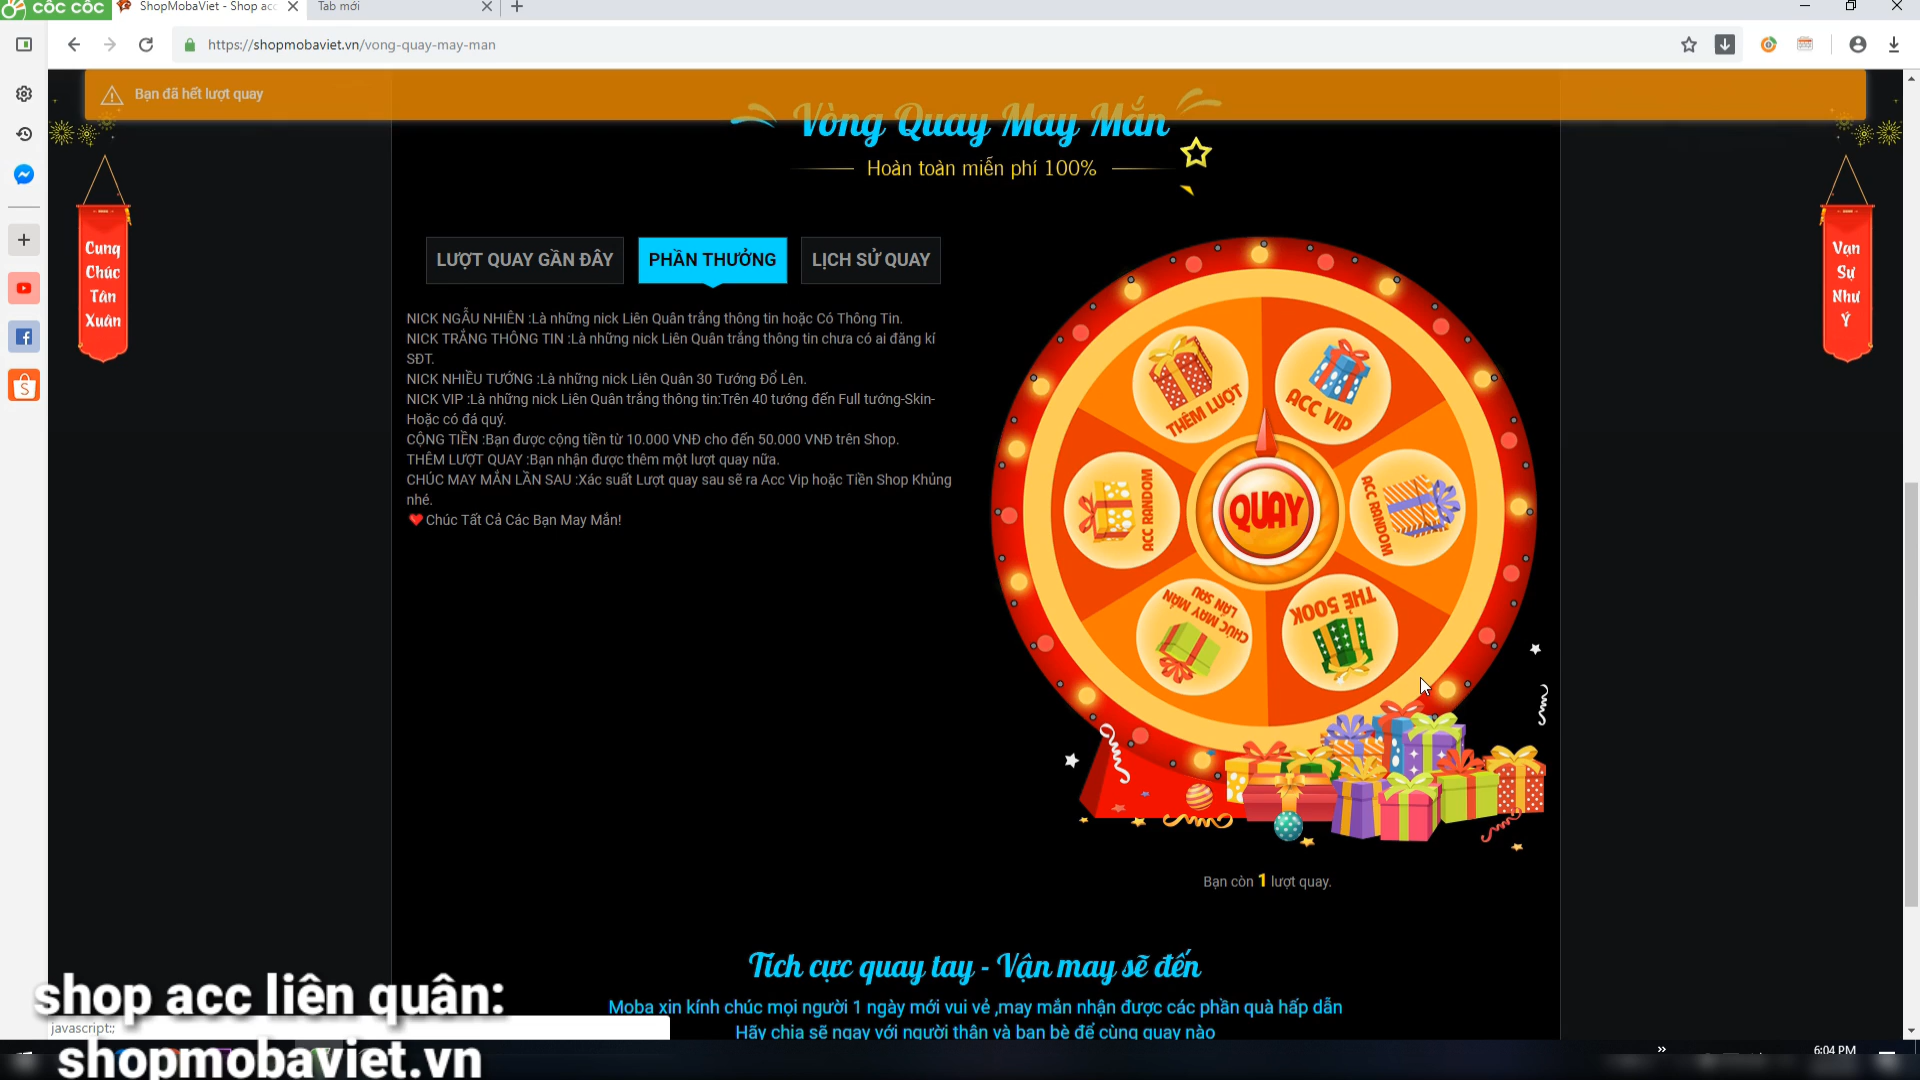 cốc cốc
ShopMobaViet - Shop acc
Tab mới
https://shopmobaviet.vn/vong-quay-may-man
Bạn đã hết lượt quay
Vòng Quay May Mắn
Hoàn toàn miễn phí 100%
Cung
Chúc
Tân
Xuân
Vạn
Sự
Như
Ý
LƯỢT QUAY GẦN ĐÂY
PHẦN THƯỞNG
LỊCH SỬ QUAY
NICK NGẪU NHIÊN :Là những nick Liên Quân trắng thông tin hoặc Có Thông Tin.
NICK TRẮNG THÔNG TIN :Là những nick Liên Quân trắng thông tin chưa có ai đăng kí
SĐT.
NICK NHIỀU TƯỚNG :Là những nick Liên Quân 30 Tướng Đổ Lên.
NICK VIP :Là những nick Liên Quân trắng thông tin:Trên 40 tướng đến Full tướng-Skin-
Hoặc có đá quý.
CỘNG TIỀN :Bạn được cộng tiền từ 10.000 VNĐ cho đến 50.000 VNĐ trên Shop.
THÊM LƯỢT QUAY :Bạn nhận được thêm một lượt quay nữa.
CHÚC MAY MẮN LẦN SAU :Xác suất Lượt quay sau sẽ ra Acc Vip hoặc Tiền Shop Khủng
nhé.
Chúc Tất Cả Các Bạn May Mắn!
THÊM LƯỢT
ACC VIP
ACC RANDOM
QUAY
ACC RANDOM
CHÚC MAY MẮN
LẦN SAU
THẺ 500K
Bạn còn 1 lượt quay.
Tích cực quay tay - Vận may sẽ đến
Moba xin kính chúc mọi người 1 ngày mới vui vẻ ,may mắn nhận được các phần quà hấp dẫn
Hãy chia sẽ ngay với người thân và bạn bè để cùng quay nào
shop acc liên quân:
javascript:;
shopmobaviet.vn
6:04 PM